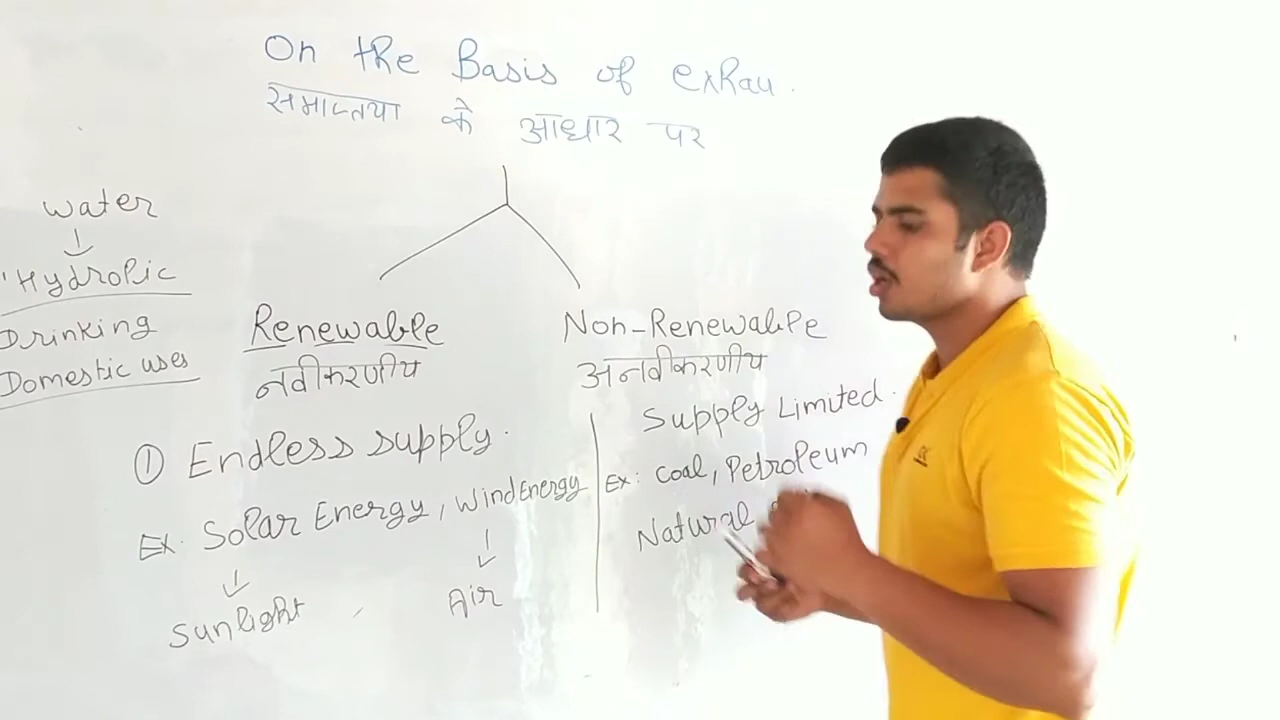 On the Basis of exhau.
समाप्तया के आधार पर
water
Hydrolic
Drinking
Domestic uses
Renewable
नवीकरणीय
① Endless supply.
Ex. Solar Energy, Wind Energy
Sunlight
Air
Non-Renewable
अनवीकरणीय
Supply Limited.
Ex: Coal, Petroleum
Natural